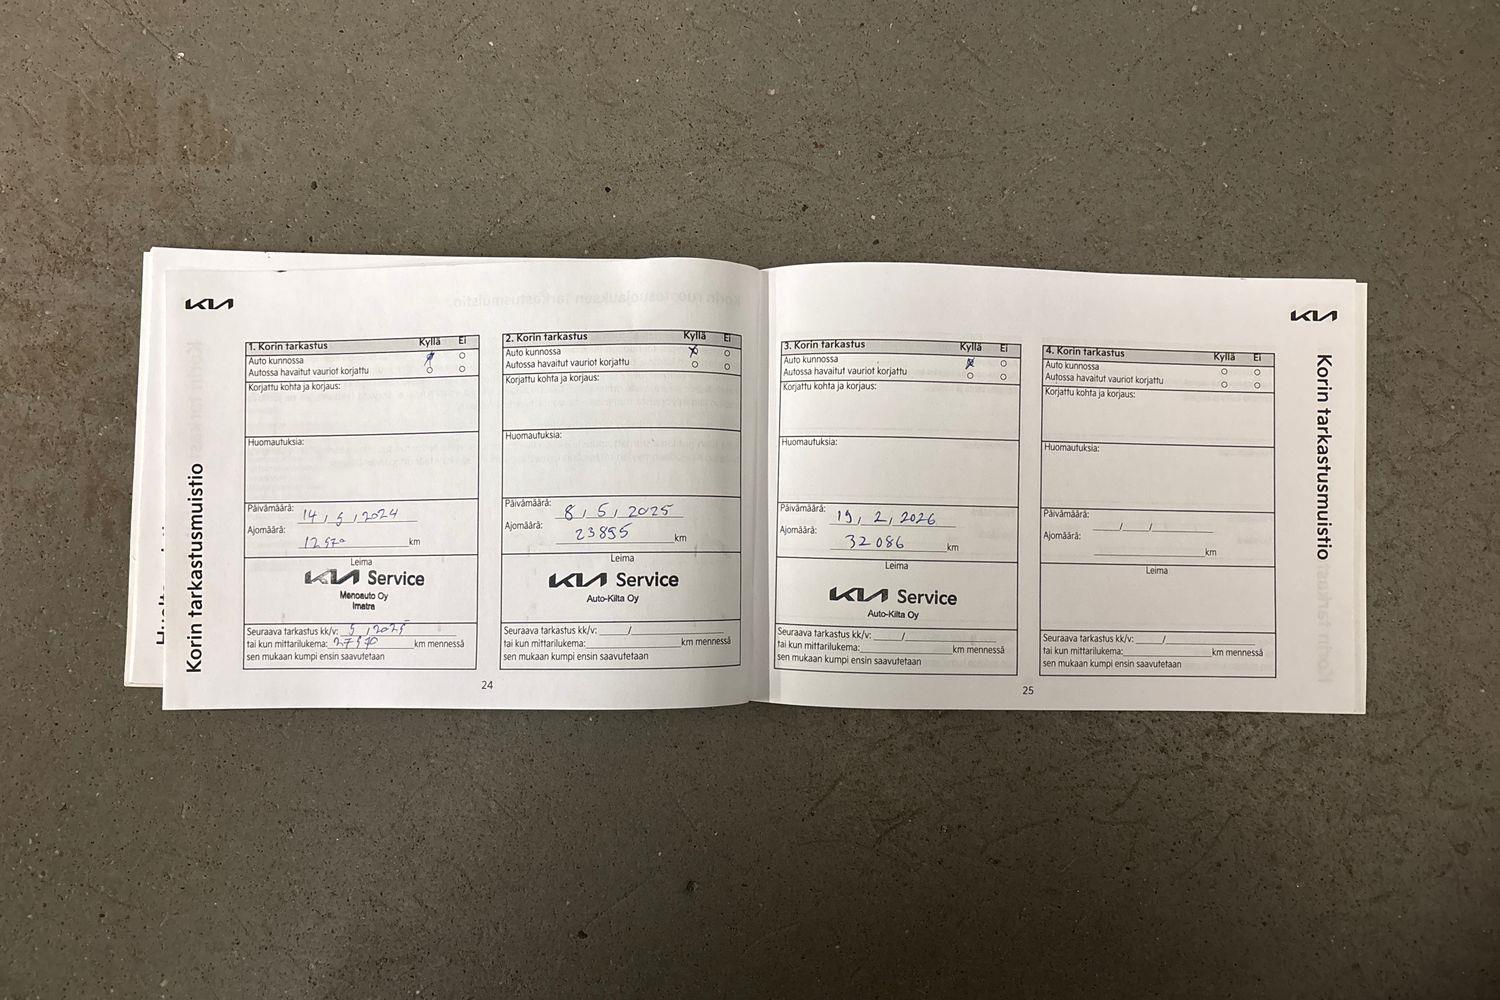 KIA
Korin tarkastusmuistio
1. Korin tarkastus Kyllä Ei
Auto kunnossa
Autossa havaitut vauriot korjattu
Korjattu kohta ja korjaus:
Huomautuksia:
Päivämäärä: 14 / 5 / 2024
Ajomäärä: 12570 km
Leima
KIA Service
Menoauto Oy
Imatra
Seuraava tarkastus kk/v: 5 / 2025
tai kun mittarilukema: 27570 km mennessä
sen mukaan kumpi ensin saavutetaan
2. Korin tarkastus Kyllä Ei
Auto kunnossa
Autossa havaitut vauriot korjattu
Korjattu kohta ja korjaus:
Huomautuksia:
Päivämäärä: 8 / 5 / 2025
Ajomäärä: 23895 km
Leima
KIA Service
Auto-Kilta Oy
Seuraava tarkastus kk/v: /
tai kun mittarilukema: km mennessä
sen mukaan kumpi ensin saavutetaan
24
KIA
3. Korin tarkastus Kyllä Ei
Auto kunnossa
Autossa havaitut vauriot korjattu
Korjattu kohta ja korjaus:
Huomautuksia:
Päivämäärä: 19 / 2 / 2026
Ajomäärä: 32086 km
Leima
KIA Service
Auto-Kilta Oy
Seuraava tarkastus kk/v: /
tai kun mittarilukema: km mennessä
sen mukaan kumpi ensin saavutetaan
4. Korin tarkastus Kyllä Ei
Auto kunnossa
Autossa havaitut vauriot korjattu
Korjattu kohta ja korjaus:
Huomautuksia:
Päivämäärä: / /
Ajomäärä: km
Leima
Seuraava tarkastus kk/v: /
tai kun mittarilukema: km mennessä
sen mukaan kumpi ensin saavutetaan
Korin tarkastusmuistio
25